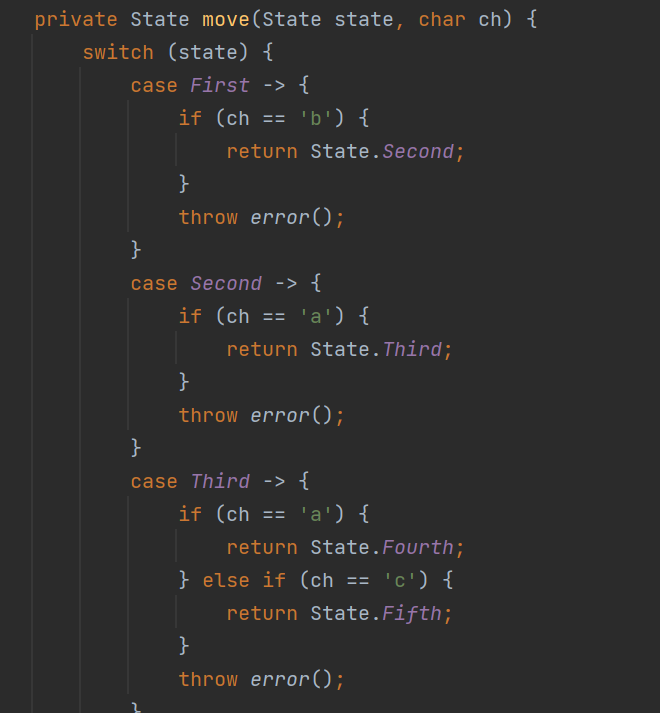 private State move(State state, char ch) {
switch (state) {
case First -> {
if (ch == 'b') {
return State.Second;
}
throw error();
}
case Second -> {
if (ch == 'a') {
return State.Third;
}
throw error();
}
case Third -> {
if (ch == 'a') {
return State.Fourth;
} else if (ch == 'c') {
return State.Fifth;
}
throw error();
}